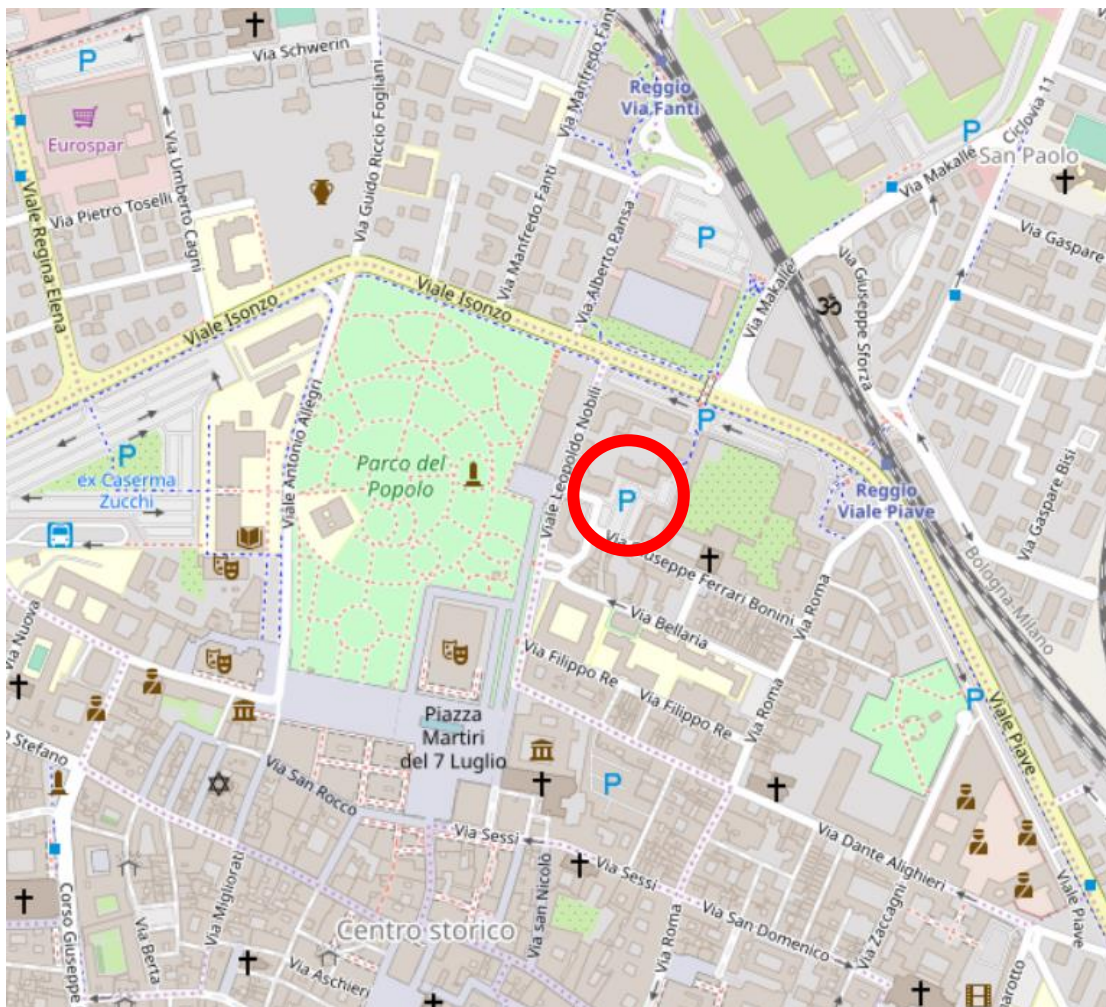 Via Schwerin
P
Eurospar
Via Umberto Cagni
Via Pietro Toselli
Viale Regina Elena
Via Guido Riccio Fogliani
Via Manfredo Fanti
Via Manfredo Fanti
Reggio
Via Fanti
P
Ciclovia 11
San Paolo
Via Makalle
Via Gaspare
Via Alberto Pansa
P
Via Makallè
Via Giuseppe Sforza
Viale Isonzo
Viale Isonzo
Viale Antonio Allegri
Viale Leopoldo Nobili
P
P
ex Caserma
Zucchi
Parco del
Popolo
P
Reggio
Viale Piave
Via Gaspare Bisi
Bologna-Milano
Via Giuseppe Ferrari Bonini
Via Roma
Via Bellaria
Via Nuova
Via Filippo Re
Via Filippo Re
Via Roma
P
Viale Piave
Piazza
Martiri
del 7 Luglio
o Stefano
Via San Rocco
P
Via Sessi
Via Sessi
Via Dante Alighieri
Via Migliorati
Via san Nicolò
Corso Giuseppe
Via Berta
Centro storico
Via Roma
Via San Domenico
Via Zaccagni
Viale Piave
Via Aschieri
marotto